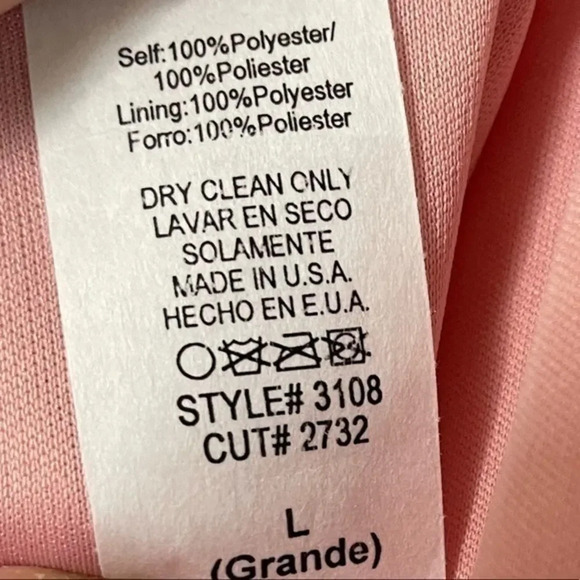 Self:100%Polyester/
100%Poliester
Lining:100%Polyester
Forro:100%Poliester
DRY CLEAN ONLY
LAVAR EN SECO
SOLAMENTE
MADE IN U.S.A.
HECHO EN E.U.A.
STYLE# 3108
CUT# 2732
L
(Grande)